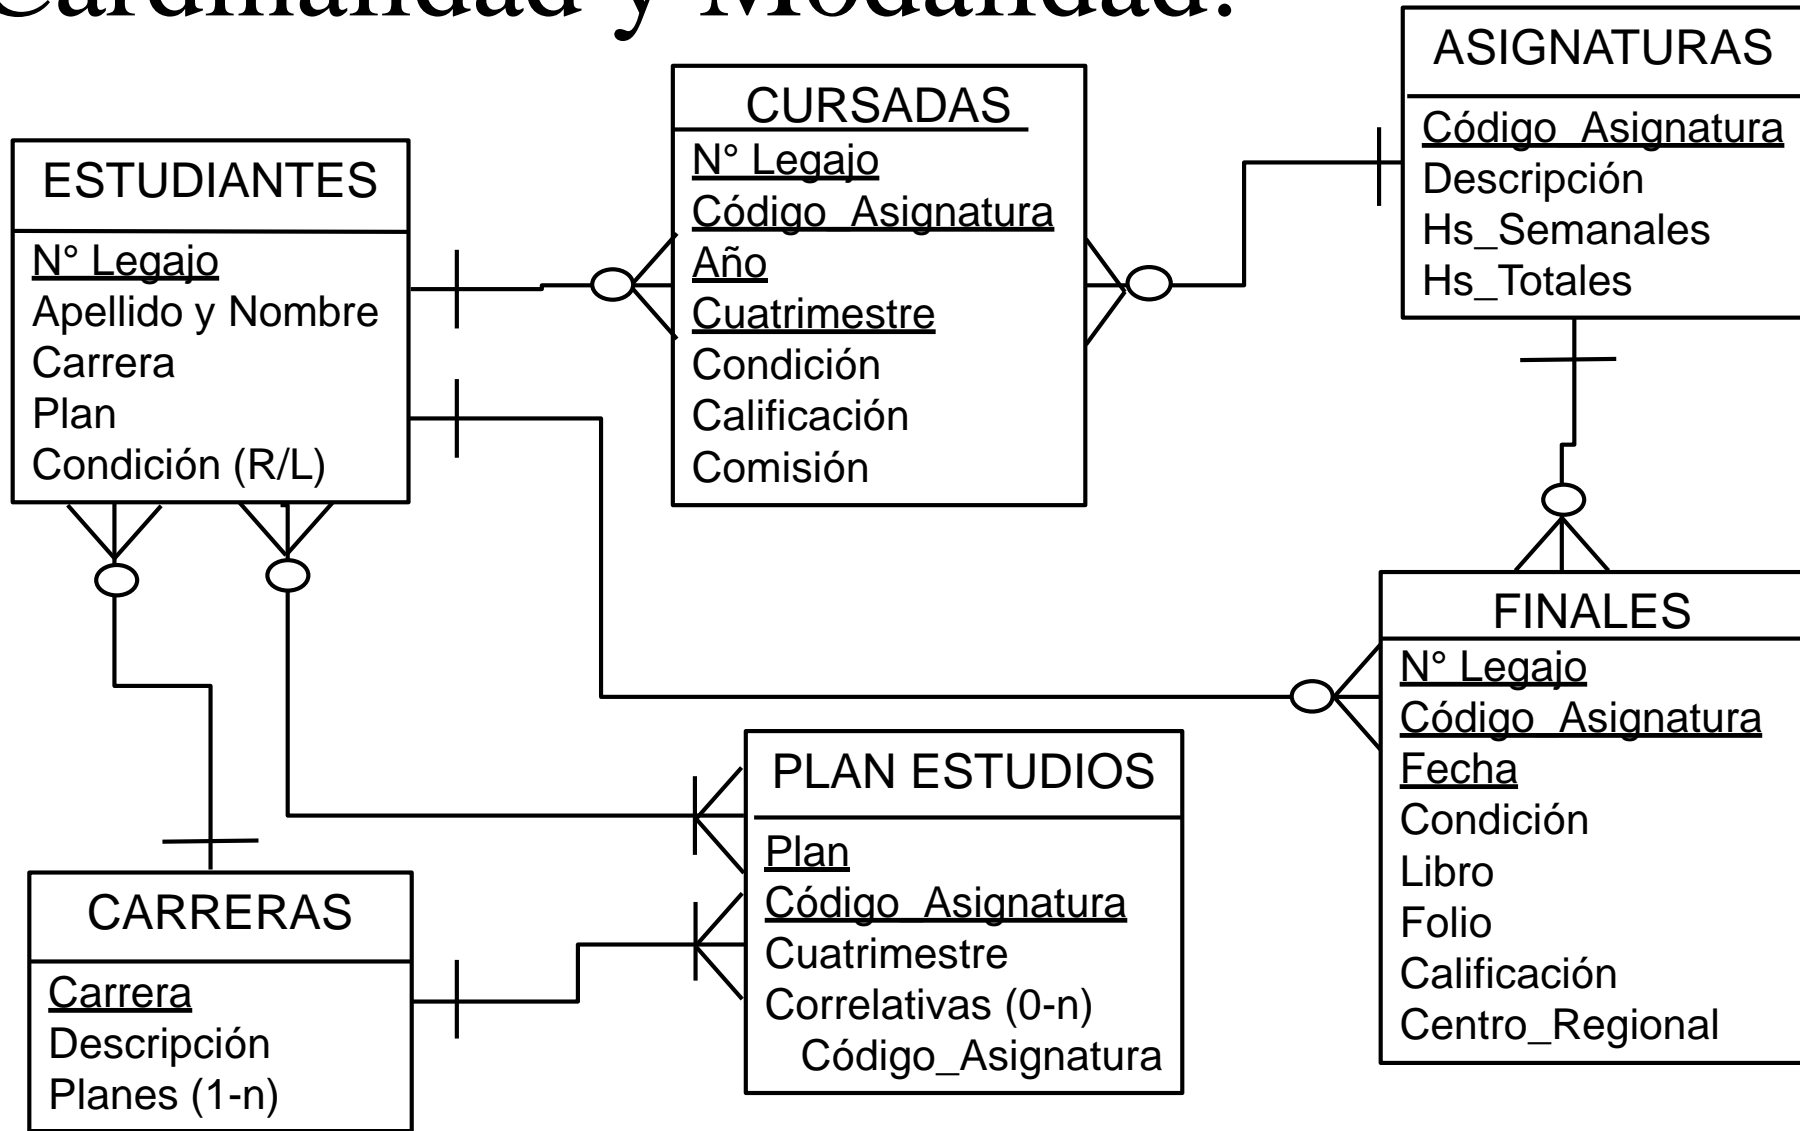 Cardinalidad y Modalidad:
ESTUDIANTES
N° Legajo
Apellido y Nombre
Carrera
Plan
Condición (R/L)
CURSADAS
N° Legajo
Código_Asignatura
Año
Cuatrimestre
Condición
Calificación
Comisión
ASIGNATURAS
Código_Asignatura
Descripción
Hs_Semanales
Hs_Totales
CARRERAS
Carrera
Descripción
Planes (1-n)
PLAN ESTUDIOS
Plan
Código_Asignatura
Cuatrimestre
Correlativas (0-n)
Código_Asignatura
FINALES
N° Legajo
Código_Asignatura
Fecha
Condición
Libro
Folio
Calificación
Centro_Regional